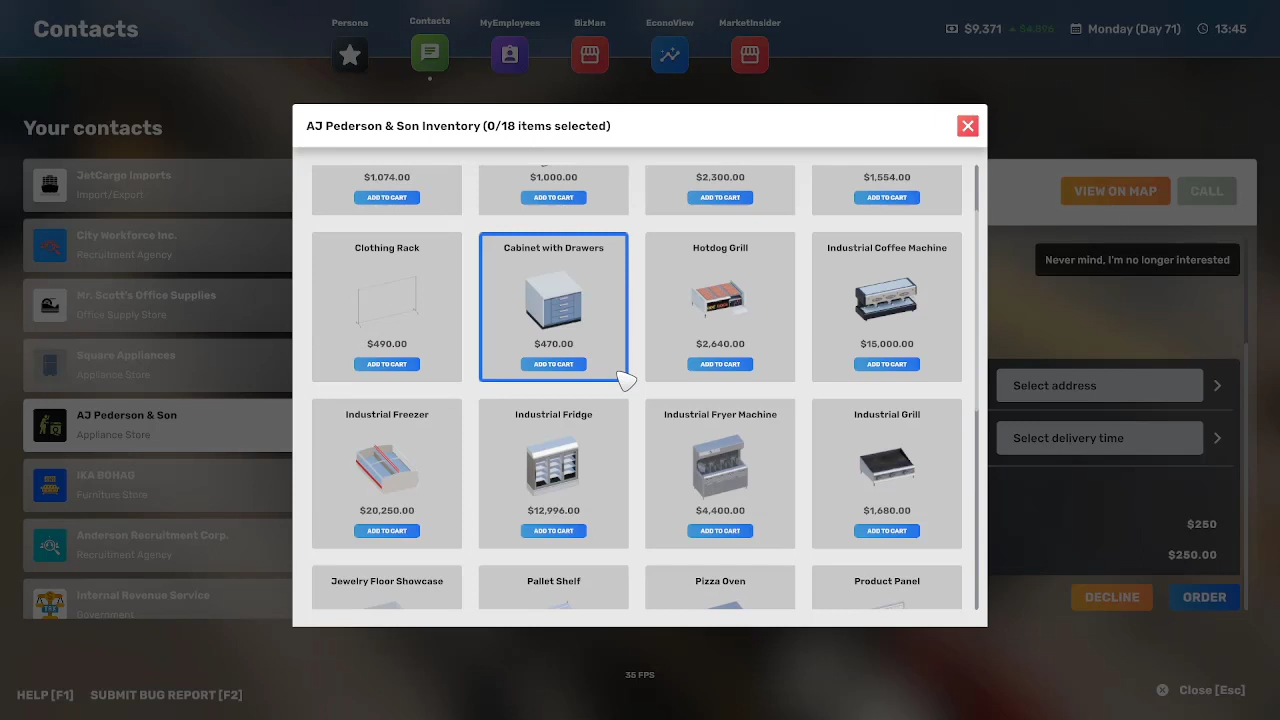 Contacts
Persona
Contacts
MyEmployees
BizMan
EconoView
MarketInsider
$9,371
$4,896
Monday (Day 71)
13:45
Your contacts
JetCargo Imports
Import/Export
City Workforce Inc.
Recruitment Agency
Mr. Scott's Office Supplies
Office Supply Store
Square Appliances
Appliance Store
AJ Pederson & Son
Appliance Store
IKA BOHAG
Furniture Store
Anderson Recruitment Corp.
Recruitment Agency
Internal Revenue Service
Government
AJ Pederson & Son Inventory (0/18 items selected)
$1,074.00
$1,000.00
$2,300.00
$1,554.00
ADD TO CART
ADD TO CART
ADD TO CART
ADD TO CART
Clothing Rack
Cabinet with Drawers
Hotdog Grill
Industrial Coffee Machine
$490.00
$470.00
$2,640.00
$15,000.00
ADD TO CART
ADD TO CART
ADD TO CART
ADD TO CART
Industrial Freezer
Industrial Fridge
Industrial Fryer Machine
Industrial Grill
$20,250.00
$12,996.00
$4,400.00
$1,680.00
ADD TO CART
ADD TO CART
ADD TO CART
ADD TO CART
Jewelry Floor Showcase
Pallet Shelf
Pizza Oven
Product Panel
VIEW ON MAP
CALL
Never mind, I'm no longer interested
Select address
Select delivery time
$250
$250.00
DECLINE
ORDER
35 FPS
HELP [F1]
SUBMIT BUG REPORT [F2]
Close [Esc]